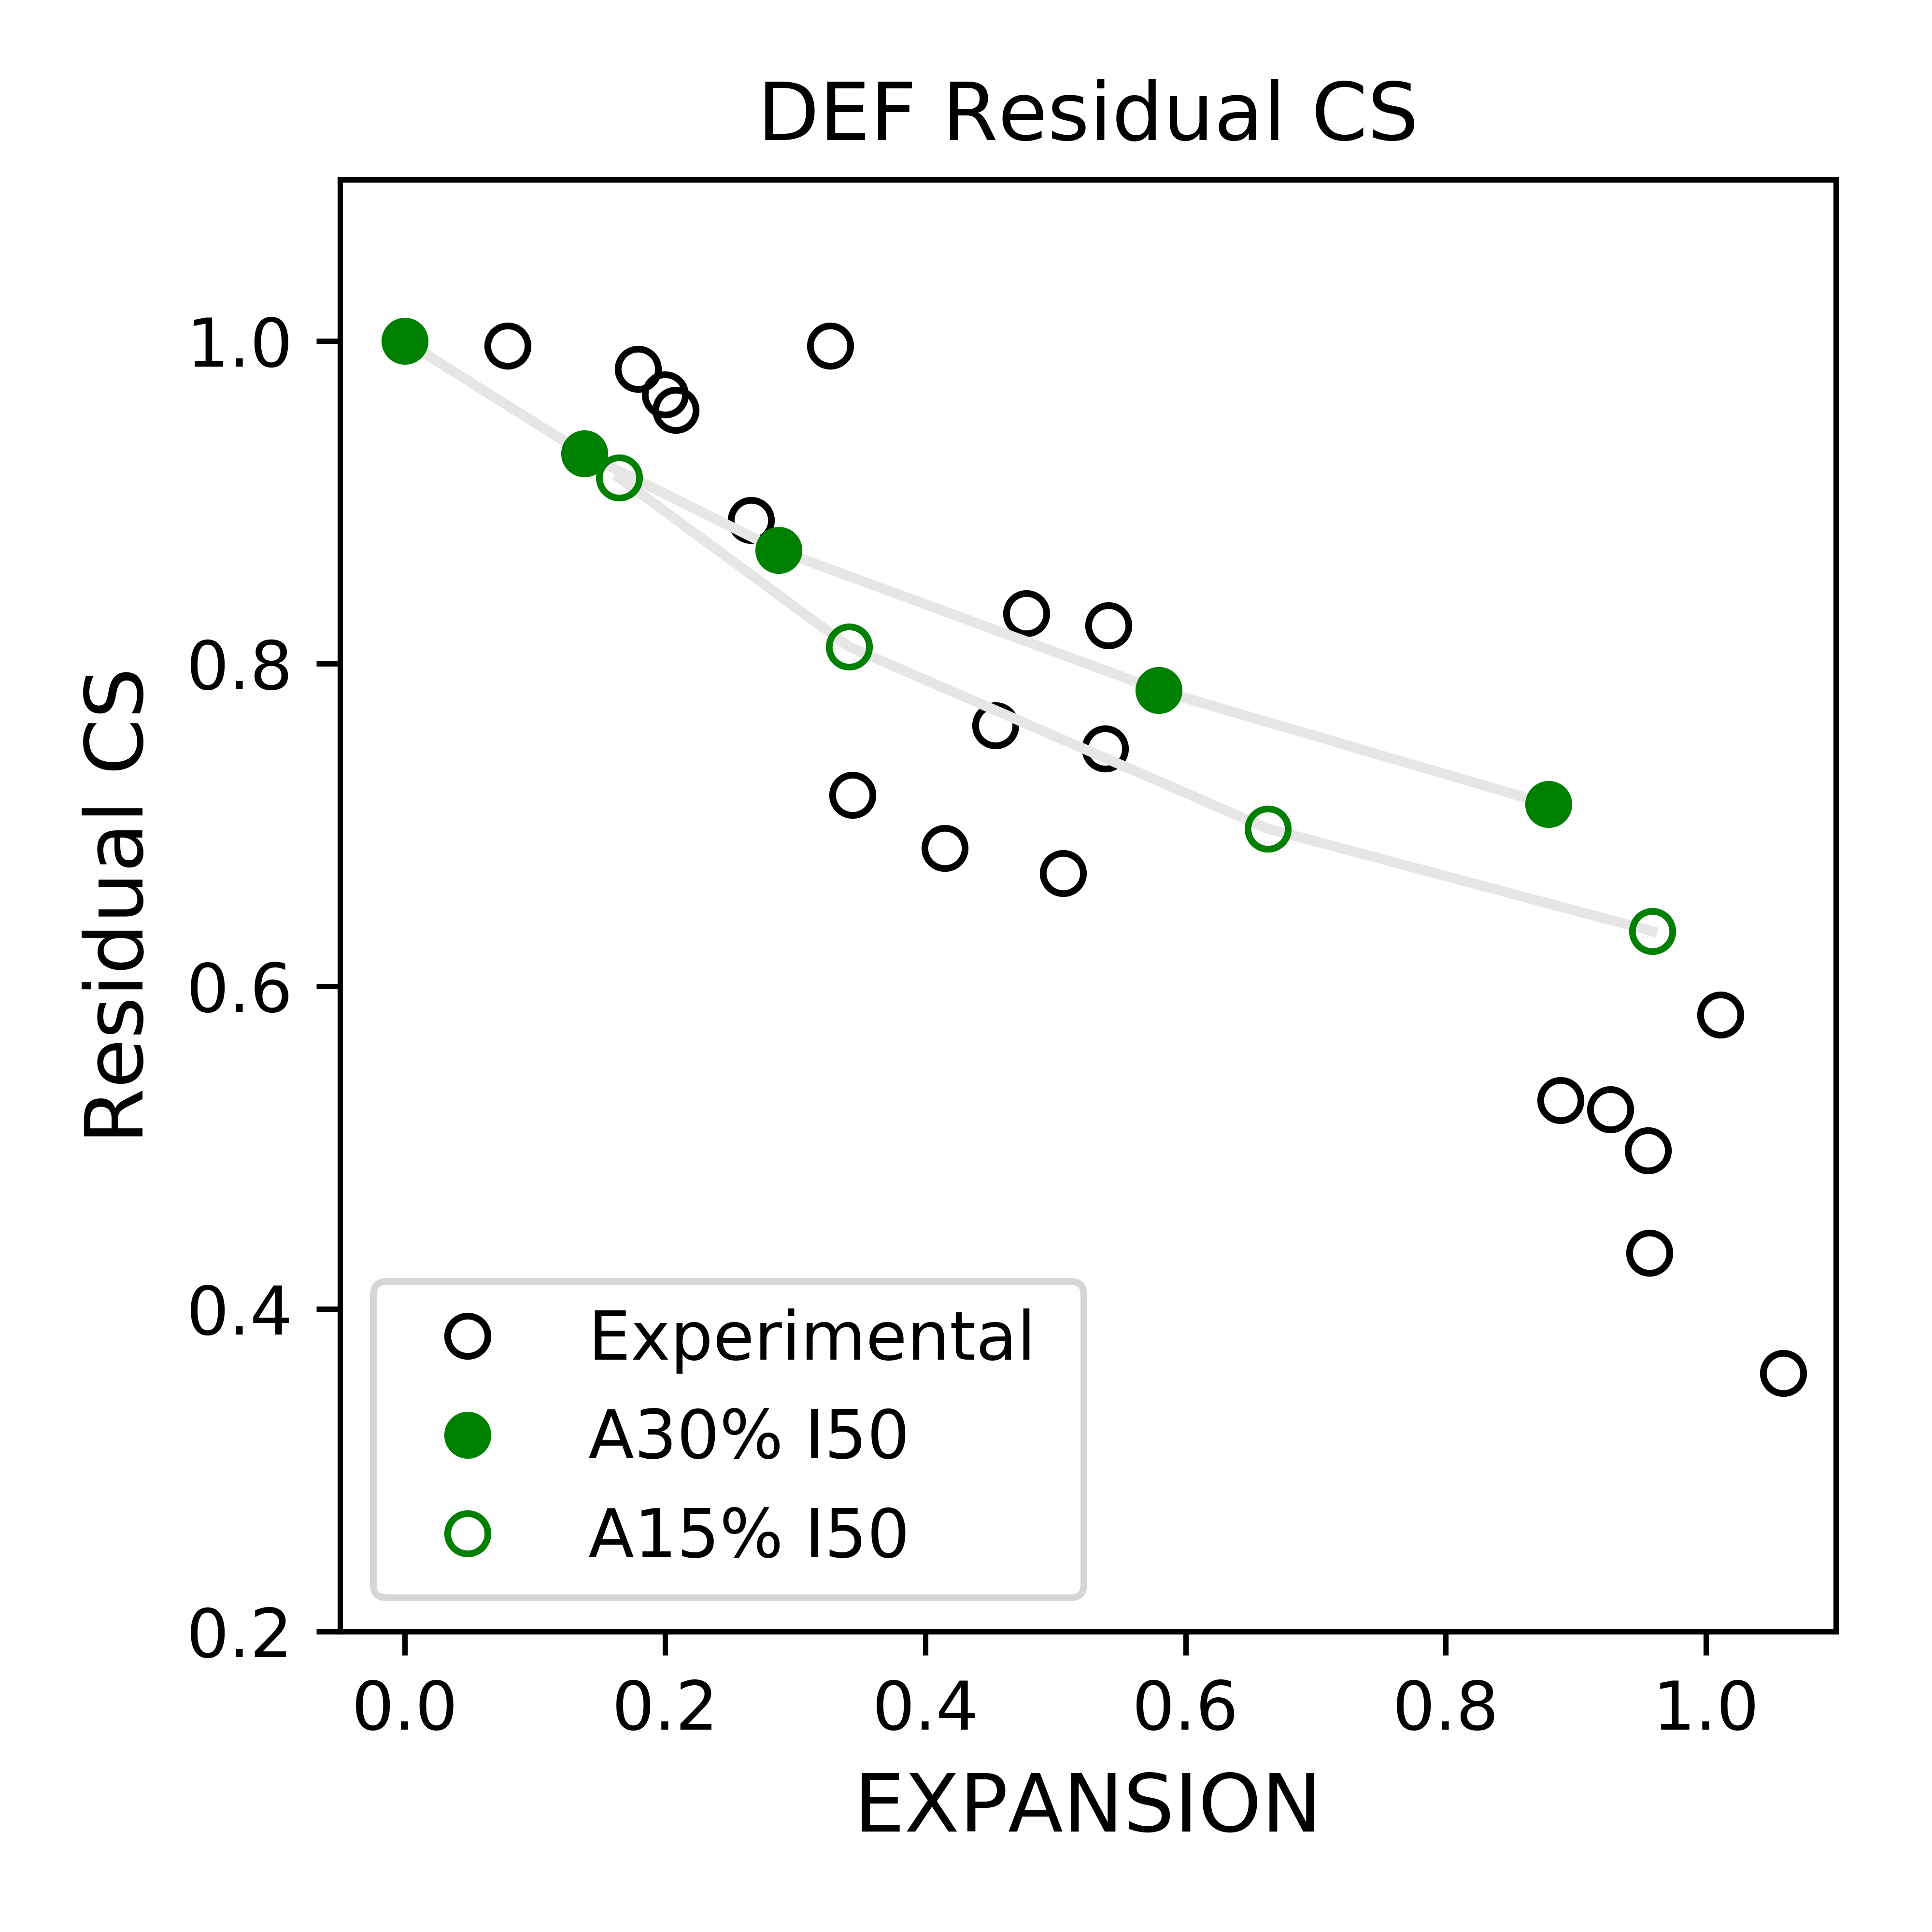 DEF Residual CS
Residual CS
1.0
0.8
0.6
0.4
0.2
Experimental
A30% I50
A15% I50
0.0 0.2 0.4 0.6 0.8 1.0
EXPANSION